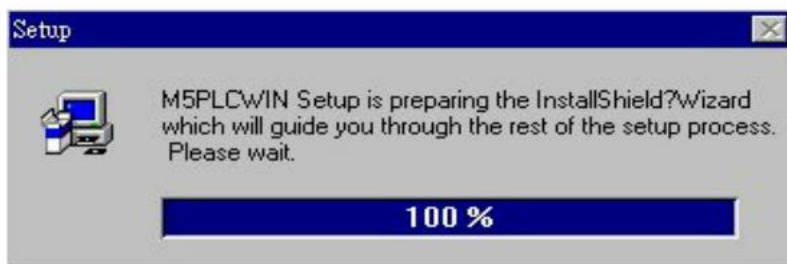 Setup
M5PLCWIN Setup is preparing the InstallShield?Wizard
which will guide you through the rest of the setup process.
Please wait.
100 %